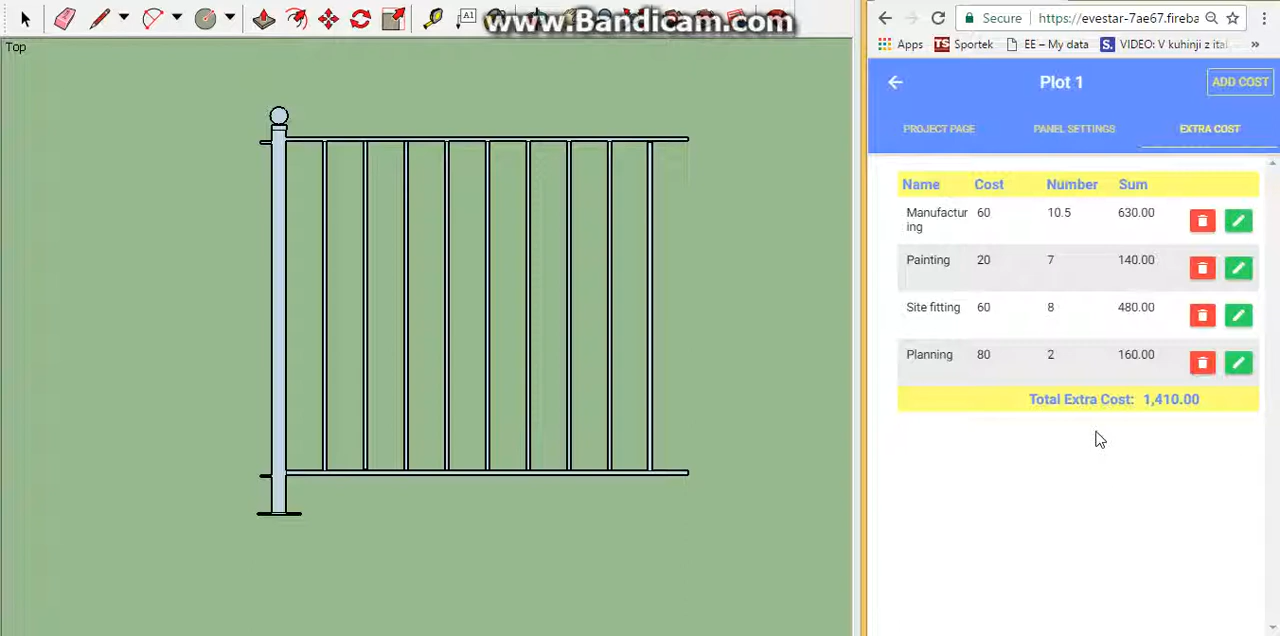 www.Bandicam.com
A1
Top
Secure
https://evestar-7ae67.fireba
Apps
Sportek
EE – My data
VIDEO: V kuhinji z ital
»
Plot 1
ADD COST
PROJECT PAGE
PANEL SETTINGS
EXTRA COST
Name Cost Number Sum
Manufactur 60 10.5 630.00
ing
Painting 20 7 140.00
Site fitting 60 8 480.00
Planning 80 2 160.00
Total Extra Cost: 1,410.00